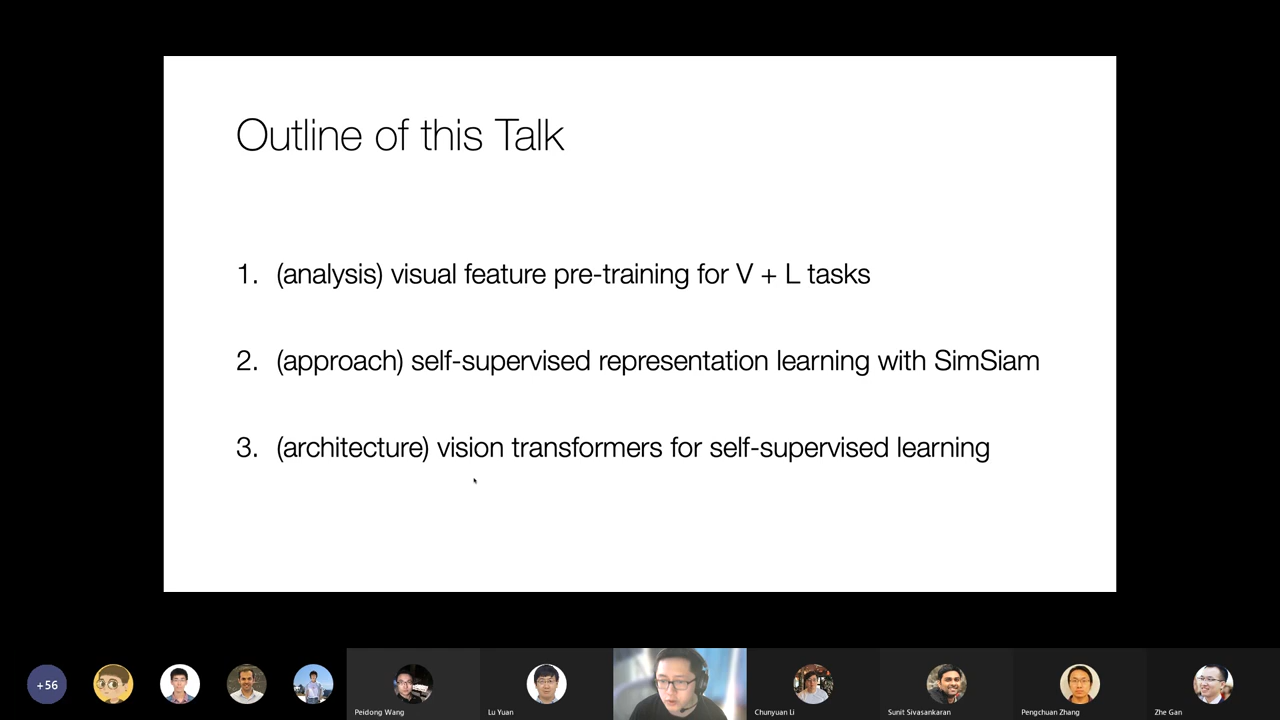 Outline of this Talk
1. (analysis) visual feature pre-training for V + L tasks
2. (approach) self-supervised representation learning with SimSiam
3. (architecture) vision transformers for self-supervised learning
+56
Peidong Wang
Lu Yuan
Chunyuan Li
Sunit Sivasankaran
Pengchuan Zhang
Zhe Gan